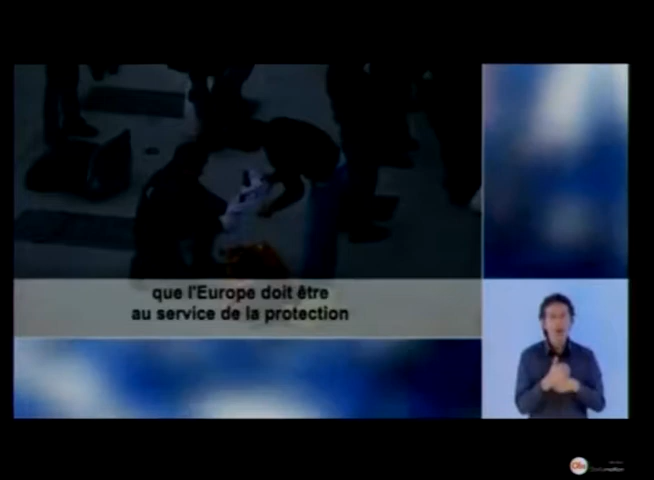 que l'Europe doit être
au service de la protection